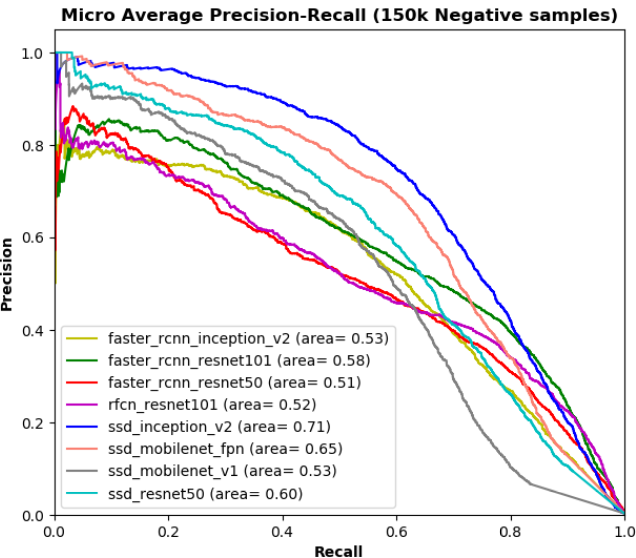 Micro Average Precision-Recall (150k Negative samples)
1.0
0.8
0.6
0.4
0.2
0.0
Precision
faster_rcnn_inception_v2 (area= 0.53)
faster_rcnn_resnet101 (area= 0.58)
faster_rcnn_resnet50 (area= 0.51)
rfcn_resnet101 (area= 0.52)
ssd_inception_v2 (area= 0.71)
ssd_mobilenet_fpn (area= 0.65)
ssd_mobilenet_v1 (area= 0.53)
ssd_resnet50 (area= 0.60)
0.0 0.2 0.4 0.6 0.8 1.0
Recall